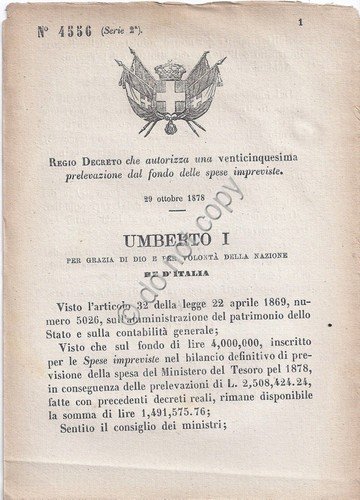 1
N° 4556 (Serie 2ª).
REGIO DECRETO che autorizza una venticinquesima
prelevazione dal fondo delle spese impreviste.
29 ottobre 1878
UMBERTO I
PER GRAZIA DI DIO E PER VOLONTÀ DELLA NAZIONE
RE D'ITALIA
Visto l'articolo 32 della legge 22 aprile 1869, nu-
mero 5026, sull'amministrazione del patrimonio dello
Stato e sulla contabilità generale;
Visto che sul fondo di lire 4,000,000, inscritto
per le Spese impreviste nel bilancio definitivo di pre-
visione della spesa del Ministero del Tesoro pel 1878,
in conseguenza delle prelevazioni di L. 2,508,424.24,
fatte con precedenti decreti reali, rimane disponibile
la somma di lire 1,491,575.76;
Sentito il consiglio dei ministri;
do not copy